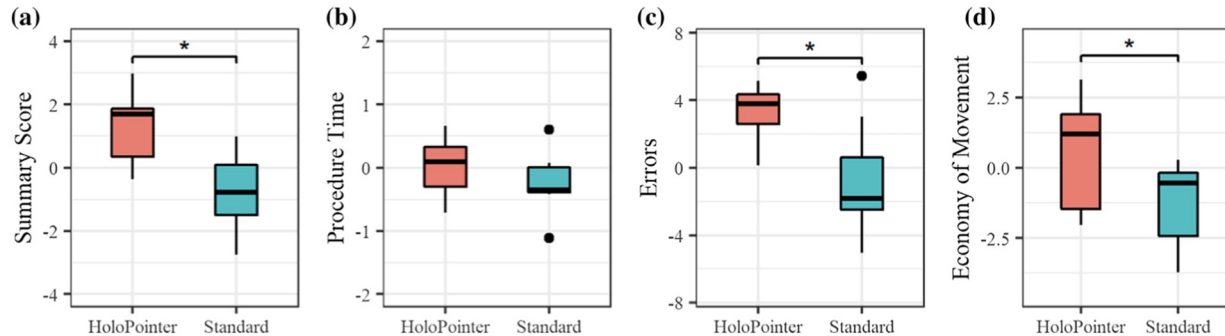 (a)
Summary Score
4
2
0
-2
-4
*
HoloPointer Standard
(b)
Procedure Time
2
1
0
-1
-2
HoloPointer Standard
(c)
Errors
8
4
0
-4
-8
*
HoloPointer Standard
(d)
Economy of Movement
2.5
0.0
-2.5
*
HoloPointer Standard